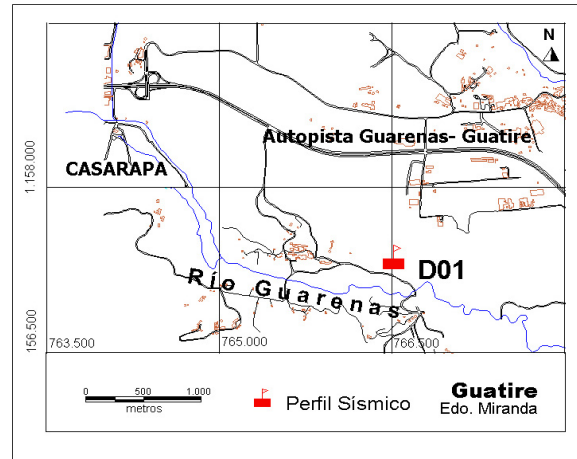 N
Autopista Guarenas- Guatire
CASARAPA
1.158.000
D01
Río Guarenas
156.500
763.500
765.000
766.500
0 500 1.000
metros
Perfil Sísmico
Guatire
Edo. Miranda